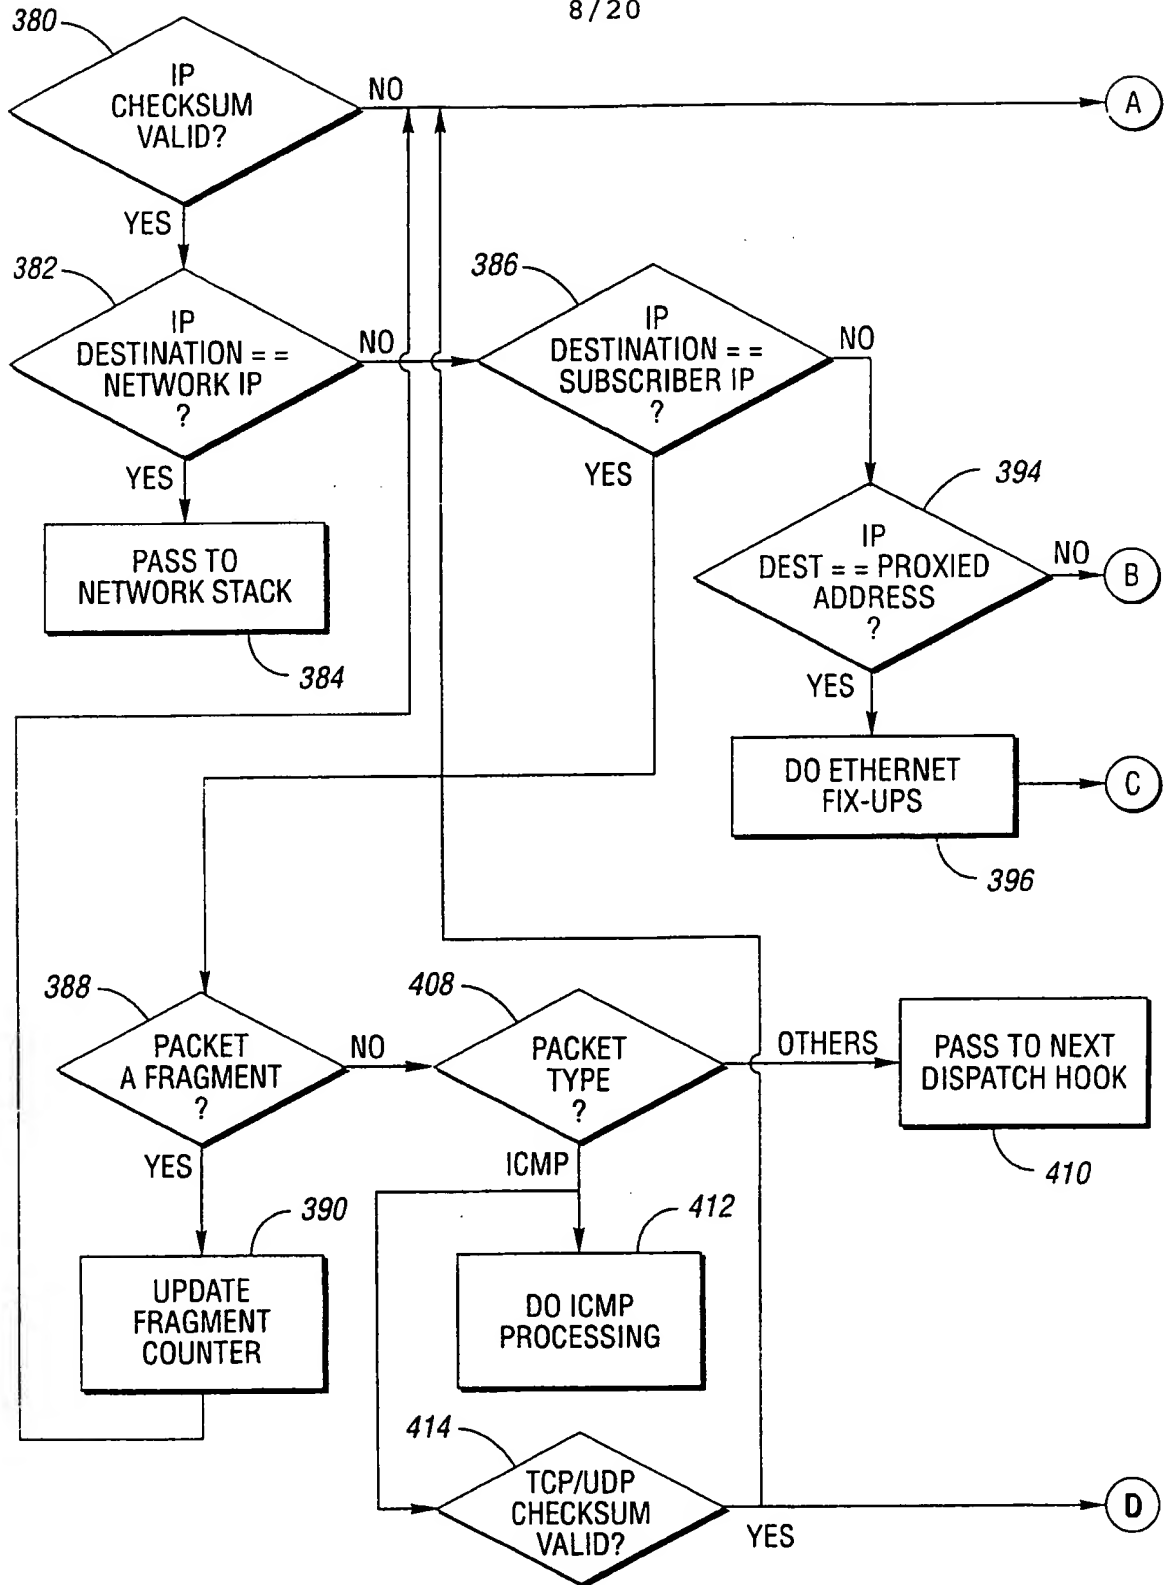 8/20
380
IP
CHECKSUM
VALID?
NO
A
YES
382
IP
DESTINATION ==
NETWORK IP
?
NO
386
IP
DESTINATION ==
SUBSCRIBER IP
?
NO
YES
YES
394
IP
DEST == PROXIED
ADDRESS
?
NO
B
PASS TO
NETWORK STACK
384
YES
DO ETHERNET
FIX-UPS
C
396
388
PACKET
A FRAGMENT
?
NO
408
PACKET
TYPE
?
OTHERS
PASS TO NEXT
DISPATCH HOOK
410
YES
ICMP
390
UPDATE
FRAGMENT
COUNTER
412
DO ICMP
PROCESSING
414
TCP/UDP
CHECKSUM
VALID?
YES
D